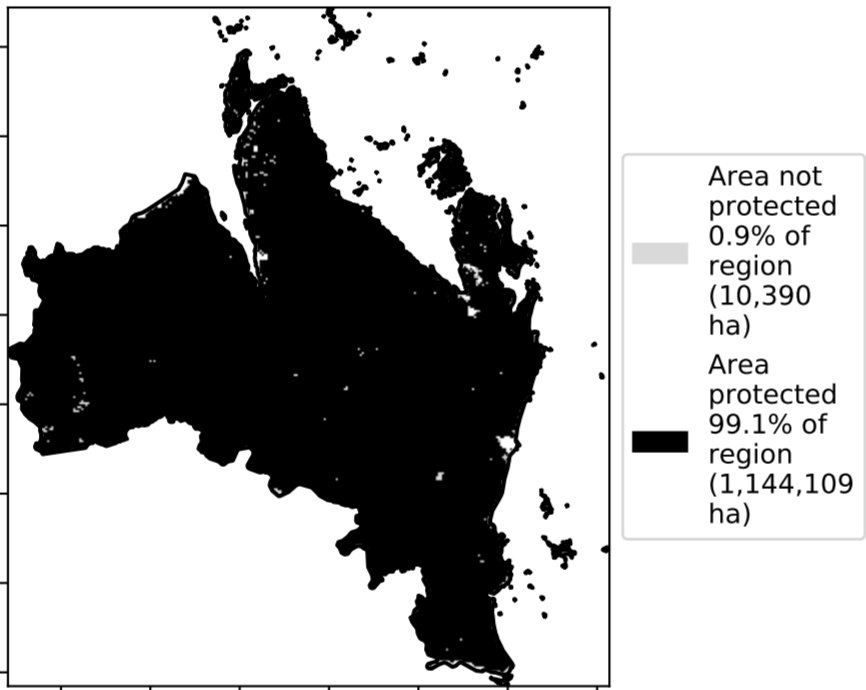 Area not
protected
0.9% of
region
(10,390
ha)
Area
protected
99.1% of
region
(1,144,109
ha)